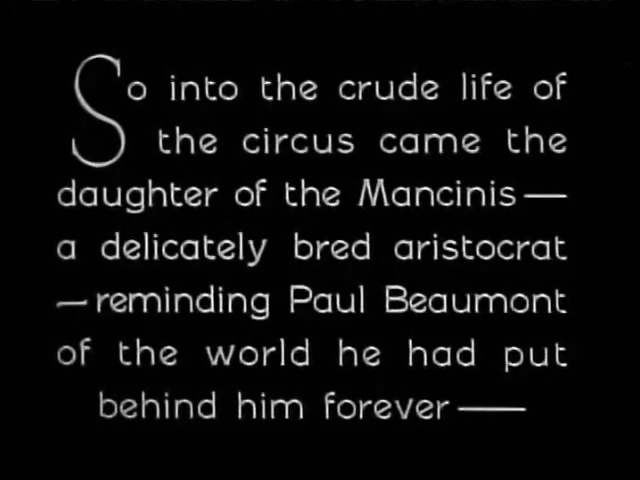 So into the crude life of
the circus came the
daughter of the Mancinis—
a delicately bred aristocrat
—reminding Paul Beaumont
of the world he had put
behind him forever—